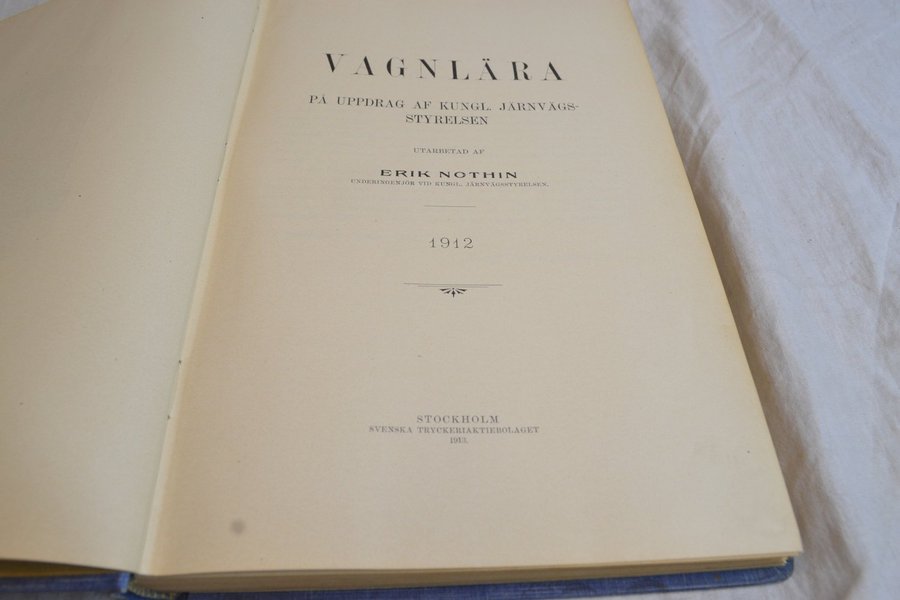 VAGNLÄRA
PÅ UPPDRAG AF KUNGL. JÄRNVÄGS-
STYRELSEN
UTARBETAD AF
ERIK NOTHIN
UNDERINGENJÖR VID KUNGL. JÄRNVÄGSSTYRELSEN.
1912
STOCKHOLM
SVENSKA TRYCKERIAKTIEBOLAGET
1913.